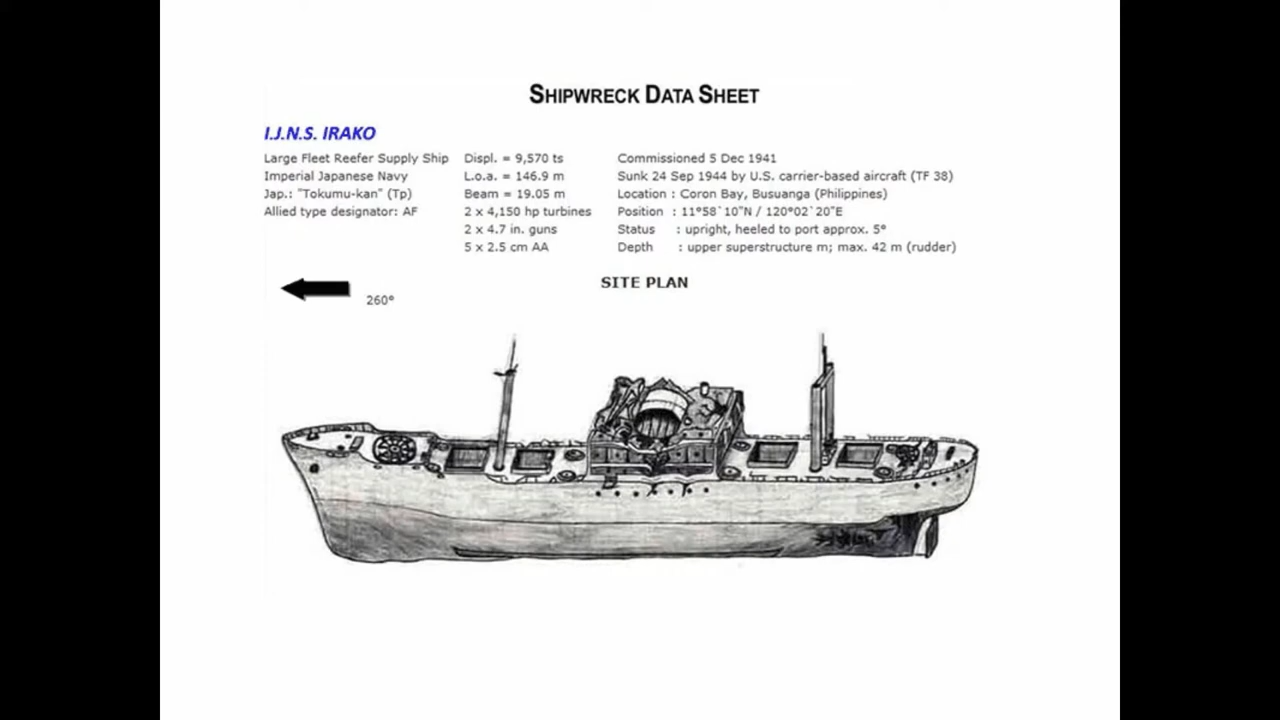 SHIPWRECK DATA SHEET
I.J.N.S. IRAKO
Large Fleet Reefer Supply Ship Displ. = 9,570 ts Commissioned 5 Dec 1941
Imperial Japanese Navy L.o.a. = 146.9 m Sunk 24 Sep 1944 by U.S. carrier-based aircraft (TF 38)
Jap.: "Tokumu-kan" (Tp) Beam = 19.05 m Location : Coron Bay, Busuanga (Philippines)
Allied type designator: AF 2 x 4,150 hp turbines Position : 11°58`10"N / 120°02`20"E
2 x 4.7 in. guns Status : upright, heeled to port approx. 5°
5 x 2.5 cm AA Depth : upper superstructure m; max. 42 m (rudder)
SITE PLAN
260°